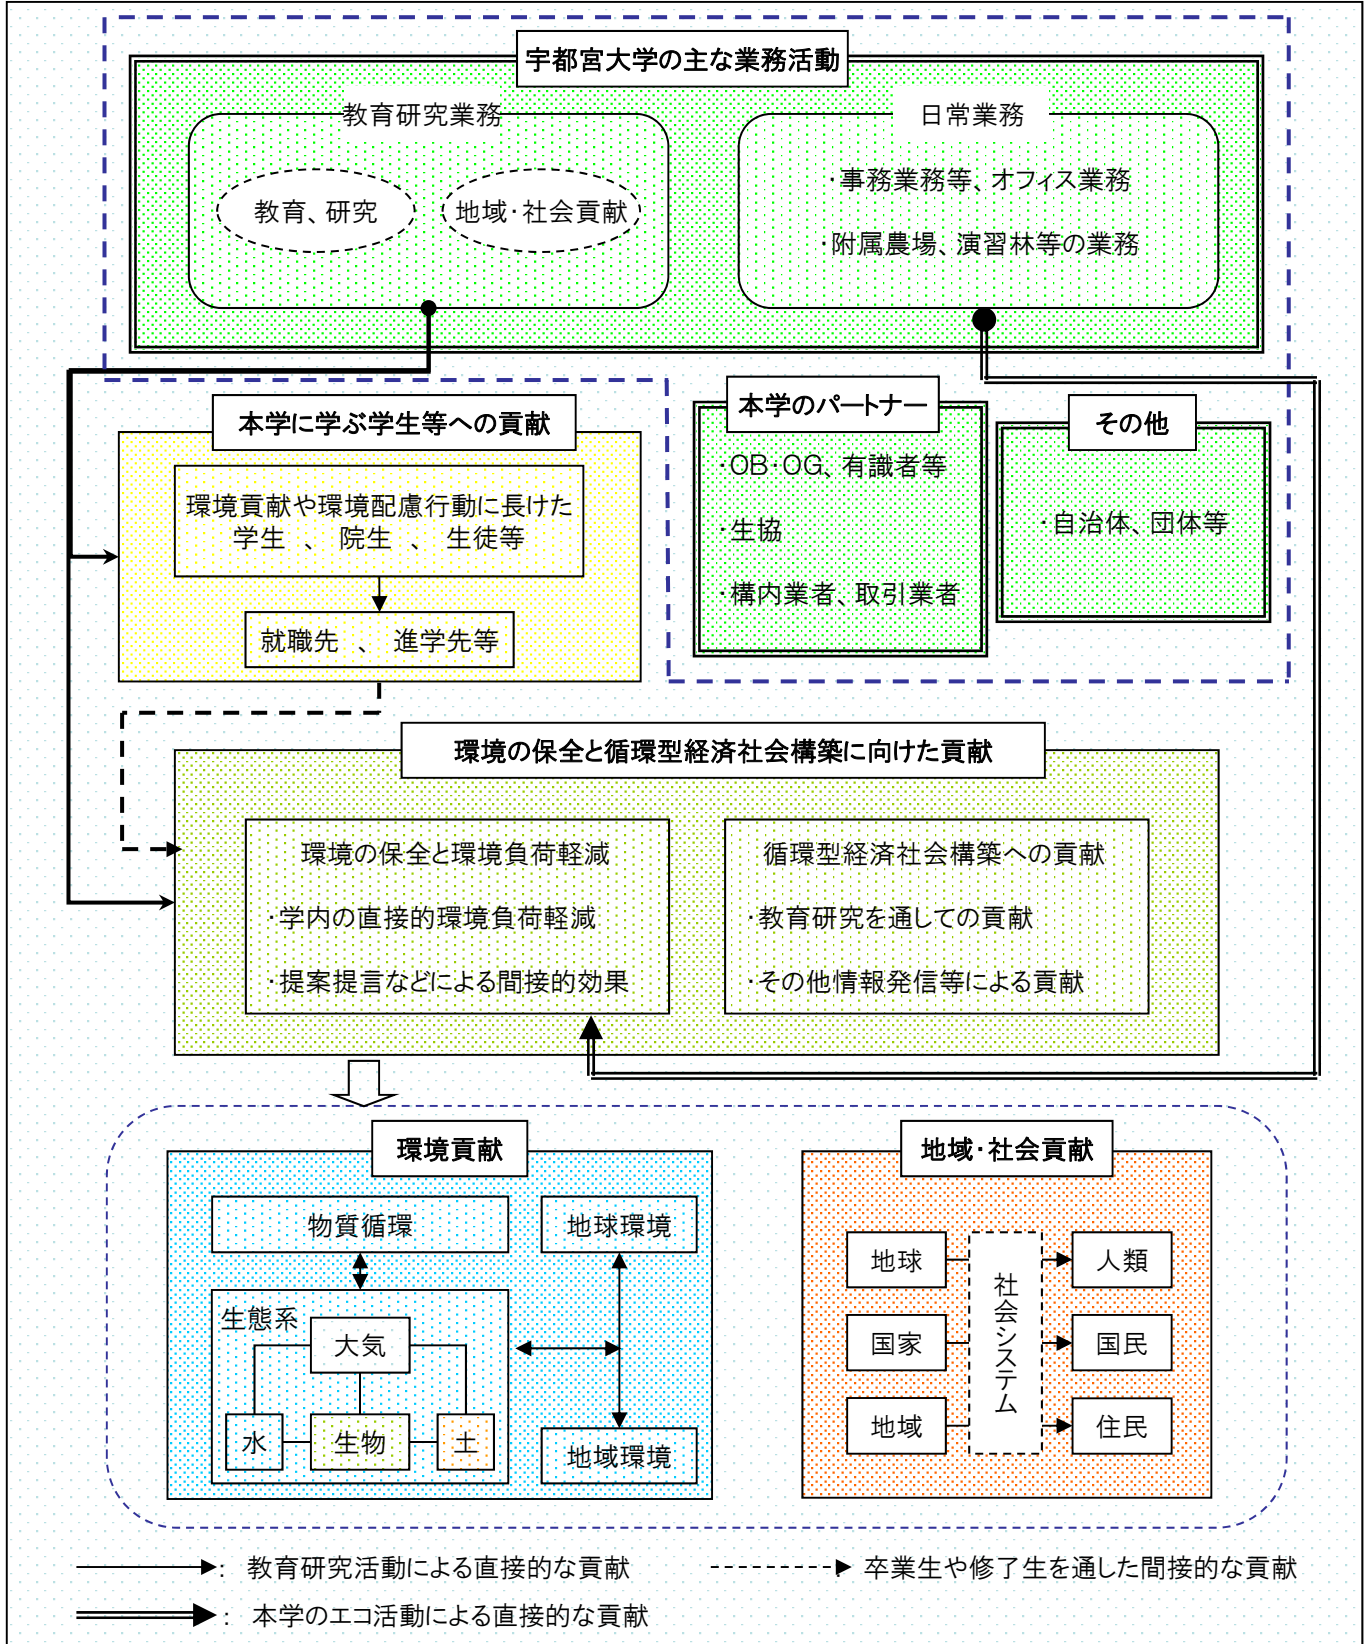 宇都宮大学の主な業務活動
教育研究業務
日常業務
教育、研究
地域・社会貢献
・事務業務等、オフィス業務
・附属農場、演習林等の業務
本学に学ぶ学生等への貢献
環境貢献や環境配慮行動に長けた
学生 、 院生 、 生徒等
就職先 、 進学先等
本学のパートナー
・OB・OG、有識者等
・生協
・構内業者、取引業者
その他
・自治体、団体等
環境の保全と循環型経済社会構築に向けた貢献
環境の保全と環境負荷軽減
・学内の直接的環境負荷軽減
・提案提言などによる間接的効果
循環型経済社会構築への貢献
・教育研究を通しての貢献
・その他情報発信等による貢献
環境貢献
物質循環
地球環境
生態系
大気
水
生物
土
地域環境
地域・社会貢献
地球
国家
地域
社会システム
人類
国民
住民
： 教育研究活動による直接的な貢献
： 卒業生や修了生を通した間接的な貢献
： 本学のエコ活動による直接的な貢献